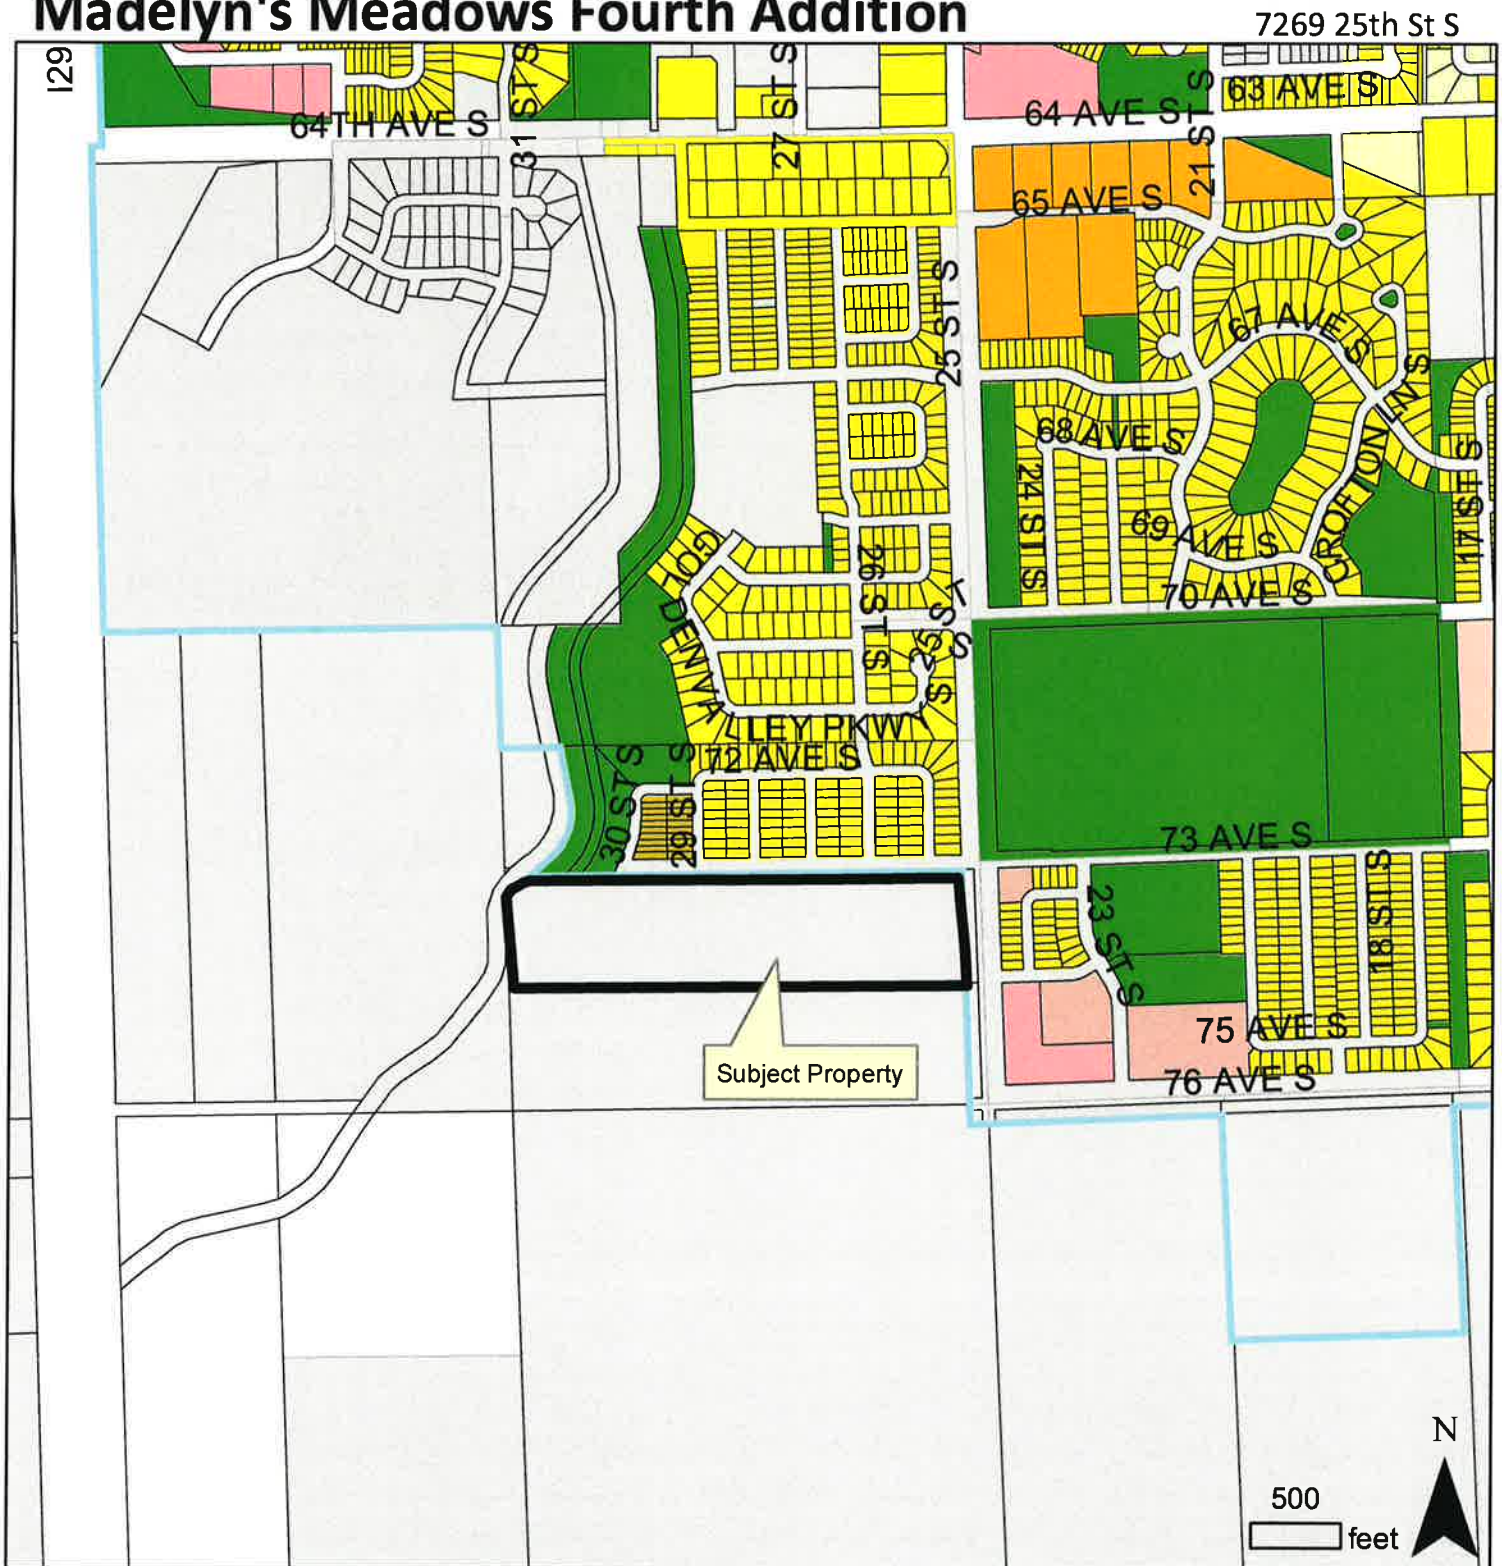 Madelyn's Meadows Fourth Addition
7269 25th St S
I29
31 ST S
27 ST S
63 AVE S
64TH AVE S
64 AVE S
21 ST S
65 AVE S
25 ST S
67 AVE S
68 AVE S
CROFTON LN S
24 ST S
14 ST S
69 AVE S
70 AVE S
26 ST S
25 ST S
GOLDEN VALLEY PKWY S
72 AVE S
30 ST S
29 ST S
73 AVE S
23 ST S
18 ST S
75 AVE S
76 AVE S
Subject Property
N
500
feet